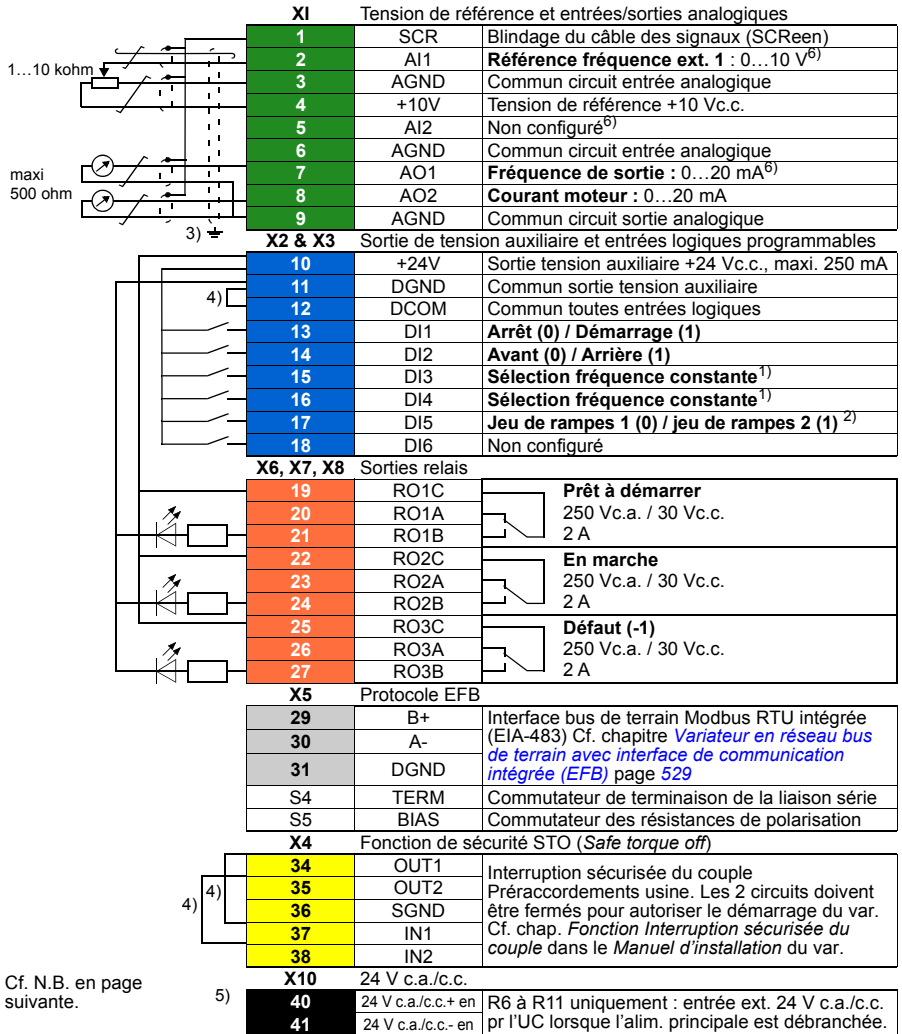 XI Tension de référence et entrées/sorties analogiques
1 SCR Blindage du câble des signaux (SCReen)
2 AI1 Référence fréquence ext. 1 : 0…10 V6)
1…10 kohm
3 AGND Commun circuit entrée analogique
4 +10V Tension de référence +10 Vc.c.
5 AI2 Non configuré6)
6 AGND Commun circuit entrée analogique
7 AO1 Fréquence de sortie : 0…20 mA6)
maxi
500 ohm
8 AO2 Courant moteur : 0…20 mA
9 AGND Commun circuit sortie analogique
3)
X2 & X3 Sortie de tension auxiliaire et entrées logiques programmables
10 +24V Sortie tension auxiliaire +24 Vc.c., maxi. 250 mA
11 DGND Commun sortie tension auxiliaire
4)
12 DCOM Commun toutes entrées logiques
13 DI1 Arrêt (0) / Démarrage (1)
14 DI2 Avant (0) / Arrière (1)
15 DI3 Sélection fréquence constante1)
16 DI4 Sélection fréquence constante1)
17 DI5 Jeu de rampes 1 (0) / jeu de rampes 2 (1) 2)
18 DI6 Non configuré
X6, X7, X8 Sorties relais
19 RO1C Prêt à démarrer
20 RO1A 250 Vc.a. / 30 Vc.c.
21 RO1B 2 A
22 RO2C En marche
23 RO2A 250 Vc.a. / 30 Vc.c.
24 RO2B 2 A
25 RO3C Défaut (-1)
26 RO3A 250 Vc.a. / 30 Vc.c.
27 RO3B 2 A
X5 Protocole EFB
29 B+ Interface bus de terrain Modbus RTU intégrée
30 A- (EIA-483) Cf. chapitre Variateur en réseau bus
de terrain avec interface de communication
31 DGND intégrée (EFB) page 529
S4 TERM Commutateur de terminaison de la liaison série
S5 BIAS Commutateur des résistances de polarisation
X4 Fonction de sécurité STO (Safe torque off)
34 OUT1 Interruption sécurisée du couple
35 OUT2 Préraccordements usine. Les 2 circuits doivent
4) 4)
36 SGND être fermés pour autoriser le démarrage du var.
37 IN1 Cf. chap. Fonction Interruption sécurisée du
38 IN2 couple dans le Manuel d'installation du var.
X10 24 V c.a./c.c.
Cf. N.B. en page
suivante.
5)
40 24 V c.a./c.c.+ en R6 à R11 uniquement : entrée ext. 24 V c.a./c.c.
41 24 V c.a./c.c.- en pr l'UC lorsque l'alim. principale est débranchée.